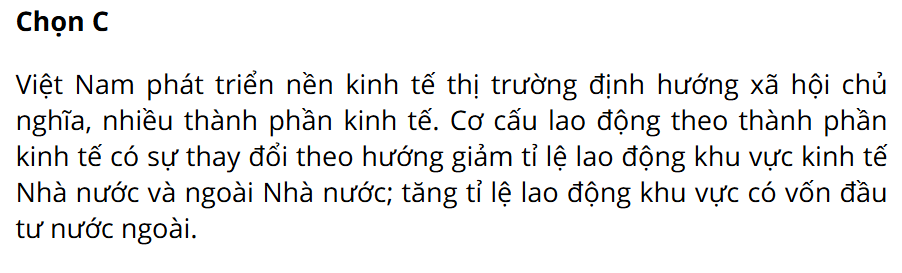 Chọn C
Việt Nam phát triển nền kinh tế thị trường định hướng xã hội chủ
nghĩa, nhiều thành phần kinh tế. Cơ cấu lao động theo thành phần
kinh tế có sự thay đổi theo hướng giảm tỉ lệ lao động khu vực kinh tế
Nhà nước và ngoài Nhà nước; tăng tỉ lệ lao động khu vực có vốn đầu
tư nước ngoài.